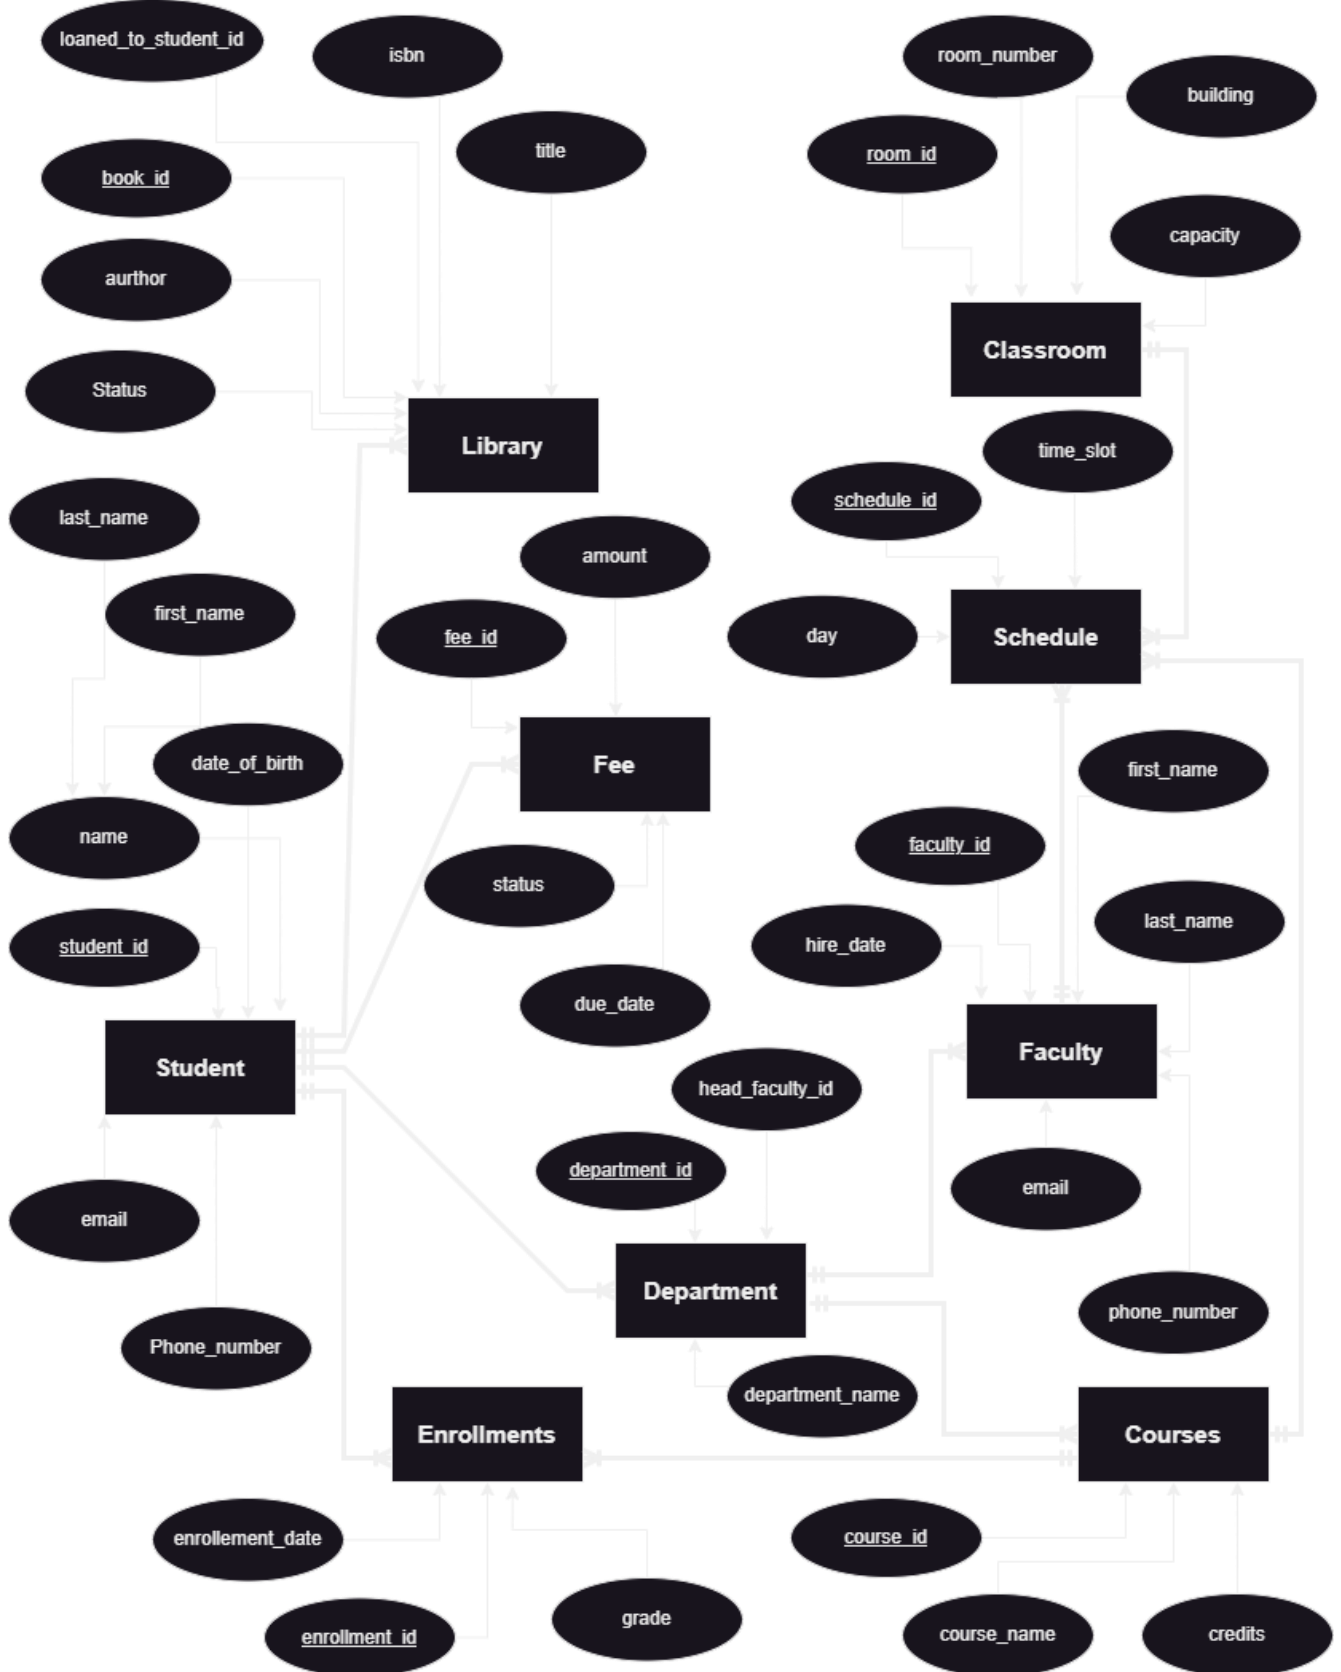 loaned_to_student_id
isbn
room_number
building
title
room_id
book_id
capacity
aurthor
Classroom
Status
Library
time_slot
schedule_id
last_name
amount
first_name
fee_id
day
Schedule
date_of_birth
Fee
first_name
name
faculty_id
status
last_name
student_id
hire_date
due_date
Student
Faculty
head_faculty_id
department_id
email
email
Department
phone_number
Phone_number
department_name
Enrollments
Courses
enrollement_date
course_id
grade
enrollment_id
course_name
credits